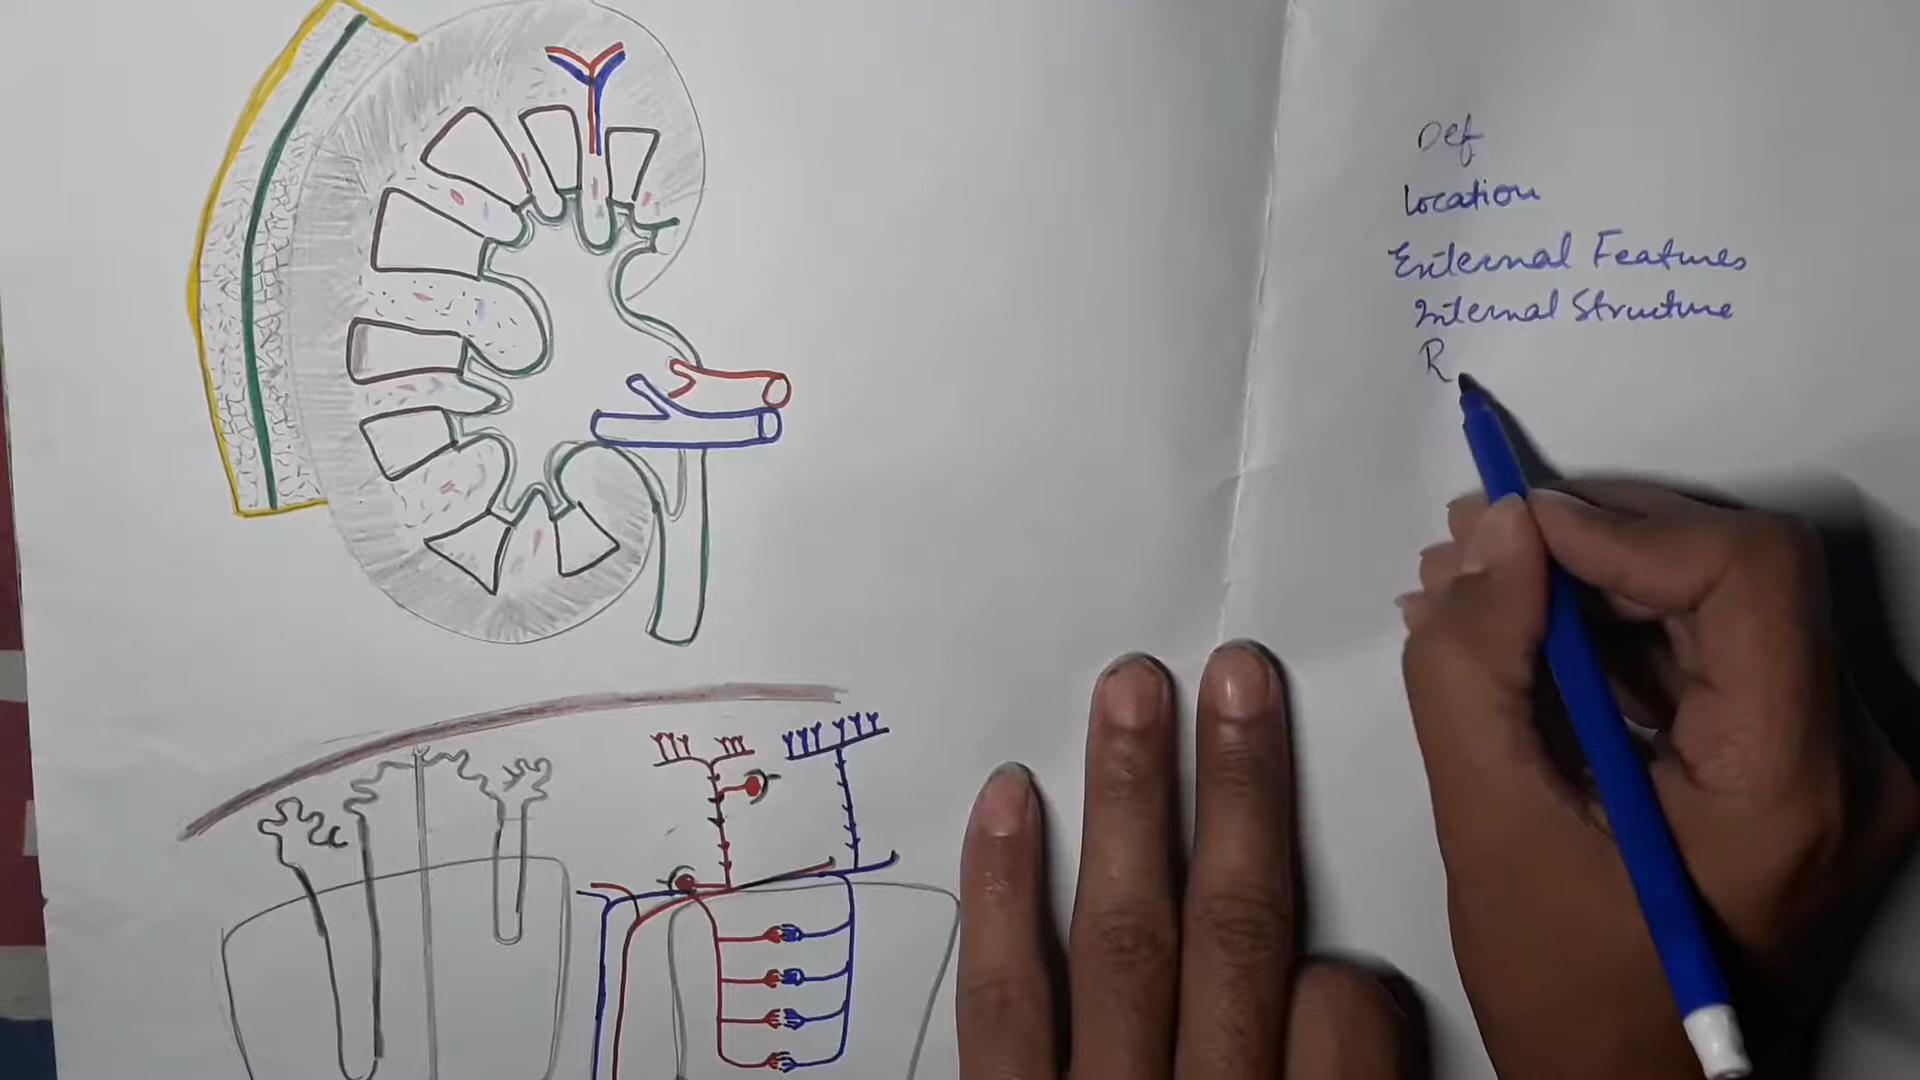 Def
Location
External Features
Internal Structure
R